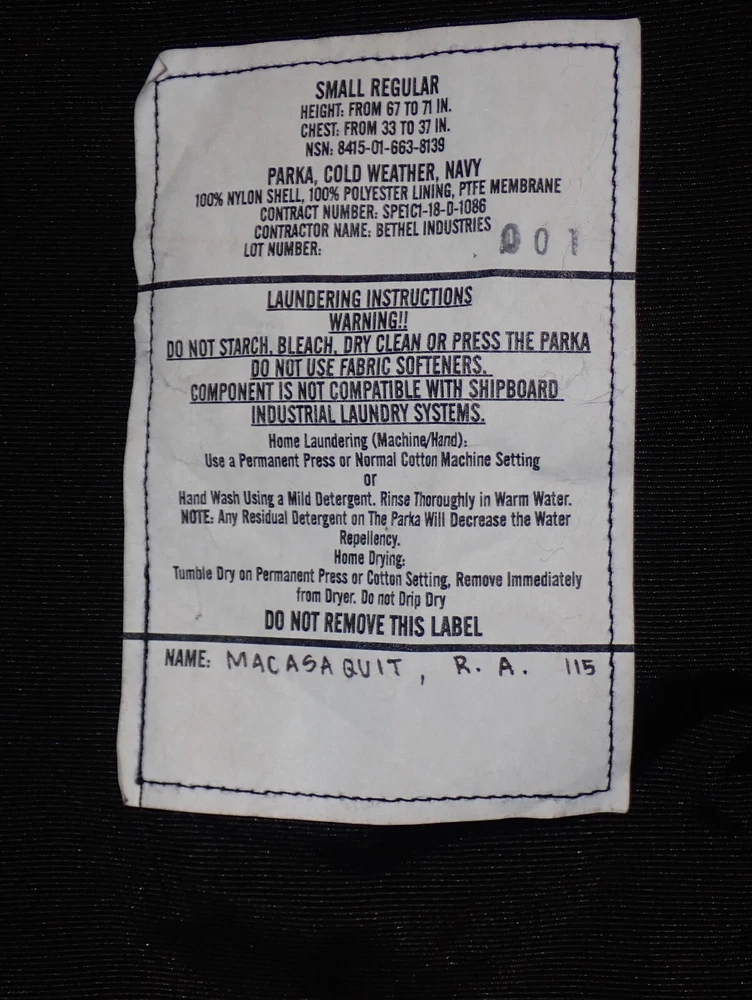 SMALL REGULAR
HEIGHT: FROM 67 TO 71 IN.
CHEST: FROM 33 TO 37 IN.
NSN: 8415-01-663-8139
PARKA, COLD WEATHER, NAVY
100% NYLON SHELL, 100% POLYESTER LINING, PTFE MEMBRANE
CONTRACT NUMBER: SPE1C1-18-D-1086
CONTRACTOR NAME: BETHEL INDUSTRIES
LOT NUMBER: 001
LAUNDERING INSTRUCTIONS
WARNING!!
DO NOT STARCH, BLEACH, DRY CLEAN OR PRESS THE PARKA
DO NOT USE FABRIC SOFTENERS.
COMPONENT IS NOT COMPATIBLE WITH SHIPBOARD
INDUSTRIAL LAUNDRY SYSTEMS.
Home Laundering (Machine/Hand):
Use a Permanent Press or Normal Cotton Machine Setting
or
Hand Wash Using a Mild Detergent. Rinse Thoroughly in Warm Water.
NOTE: Any Residual Detergent on The Parka Will Decrease the Water
Repellency.
Home Drying:
Tumble Dry on Permanent Press or Cotton Setting, Remove Immediately
from Dryer. Do not Drip Dry
DO NOT REMOVE THIS LABEL
NAME: MACASAQUIT, R. A. 115